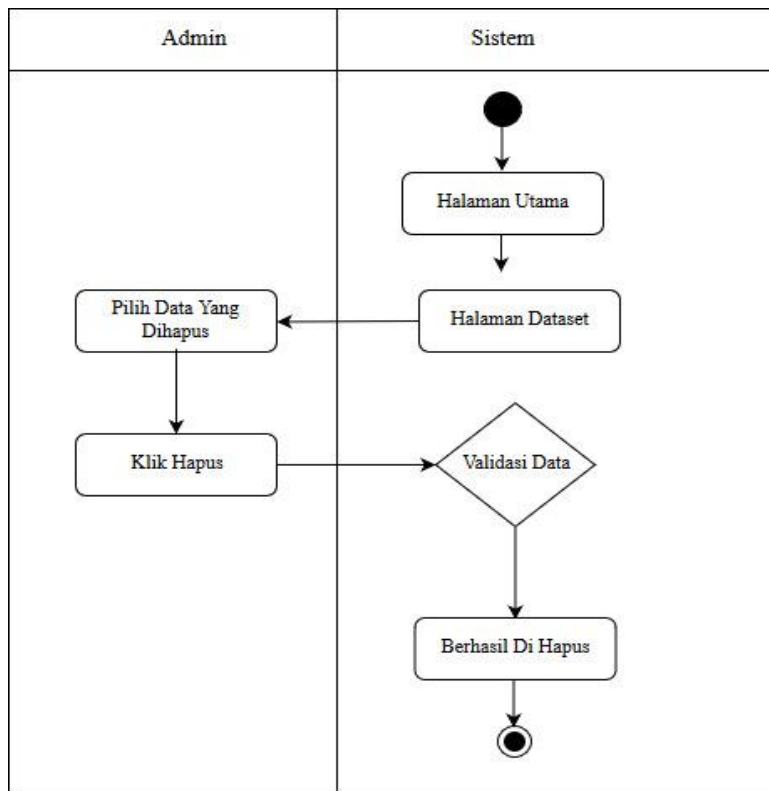 Admin
Sistem
Halaman Utama
Pilih Data Yang
Dihapus
Halaman Dataset
Klik Hapus
Validasi Data
Berhasil Di Hapus